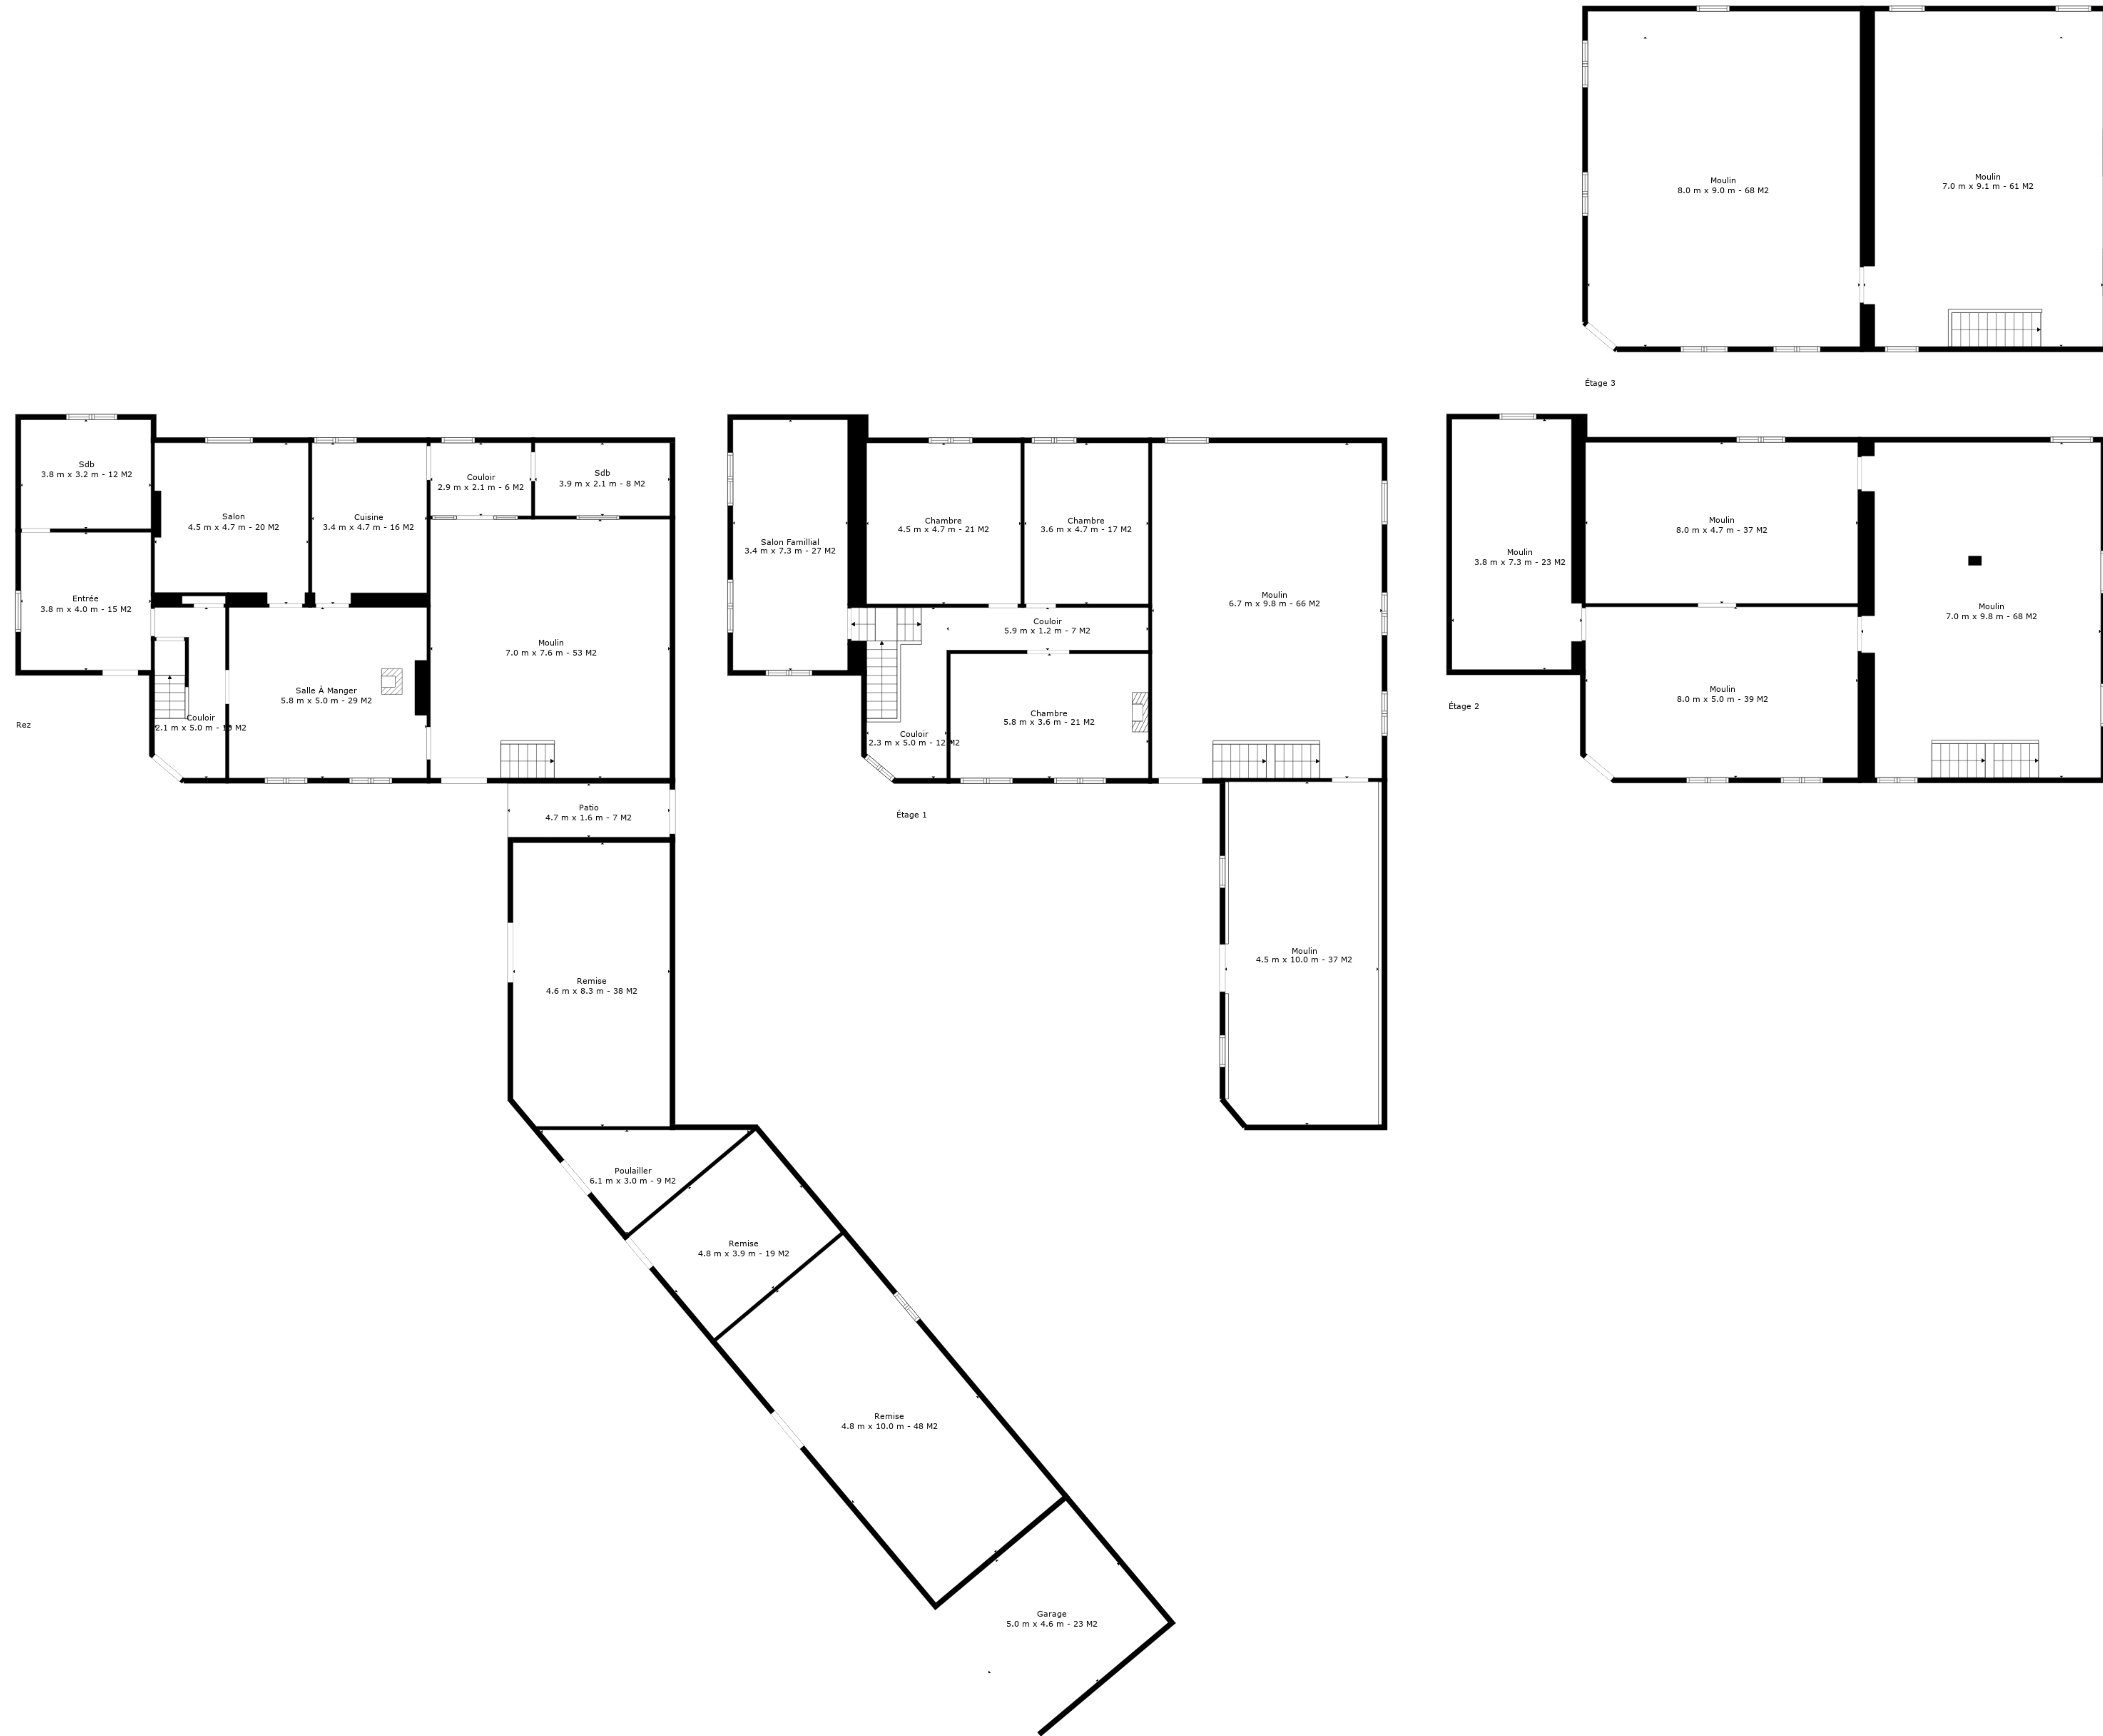 Moulin
8.0 m x 9.0 m - 68 M2
Moulin
7.0 m x 9.1 m - 61 M2
Étage 3
Sdb
3.8 m x 3.2 m - 12 M2
Entrée
3.8 m x 4.0 m - 15 M2
Salon
4.5 m x 4.7 m - 20 M2
Cuisine
3.4 m x 4.7 m - 16 M2
Couloir
2.9 m x 2.1 m - 6 M2
Sdb
3.9 m x 2.1 m - 8 M2
Moulin
7.0 m x 7.6 m - 53 M2
Salle À Manger
5.8 m x 5.0 m - 29 M2
Couloir
2.1 m x 5.0 m - M2
Rez
Patio
4.7 m x 1.6 m - 7 M2
Remise
4.6 m x 8.3 m - 38 M2
Poulailler
6.1 m x 3.0 m - 9 M2
Remise
4.8 m x 3.9 m - 19 M2
Remise
4.8 m x 10.0 m - 48 M2
Garage
5.0 m x 4.6 m - 23 M2
Salon Famillial
3.4 m x 7.3 m - 27 M2
Chambre
4.5 m x 4.7 m - 21 M2
Chambre
3.6 m x 4.7 m - 17 M2
Moulin
6.7 m x 9.8 m - 66 M2
Couloir
5.9 m x 1.2 m - 7 M2
Chambre
5.8 m x 3.6 m - 21 M2
Couloir
2.3 m x 5.0 m - 12 M2
Étage 1
Moulin
4.5 m x 10.0 m - 37 M2
Moulin
3.8 m x 7.3 m - 23 M2
Moulin
8.0 m x 4.7 m - 37 M2
Moulin
7.0 m x 9.8 m - 68 M2
Moulin
8.0 m x 5.0 m - 39 M2
Étage 2